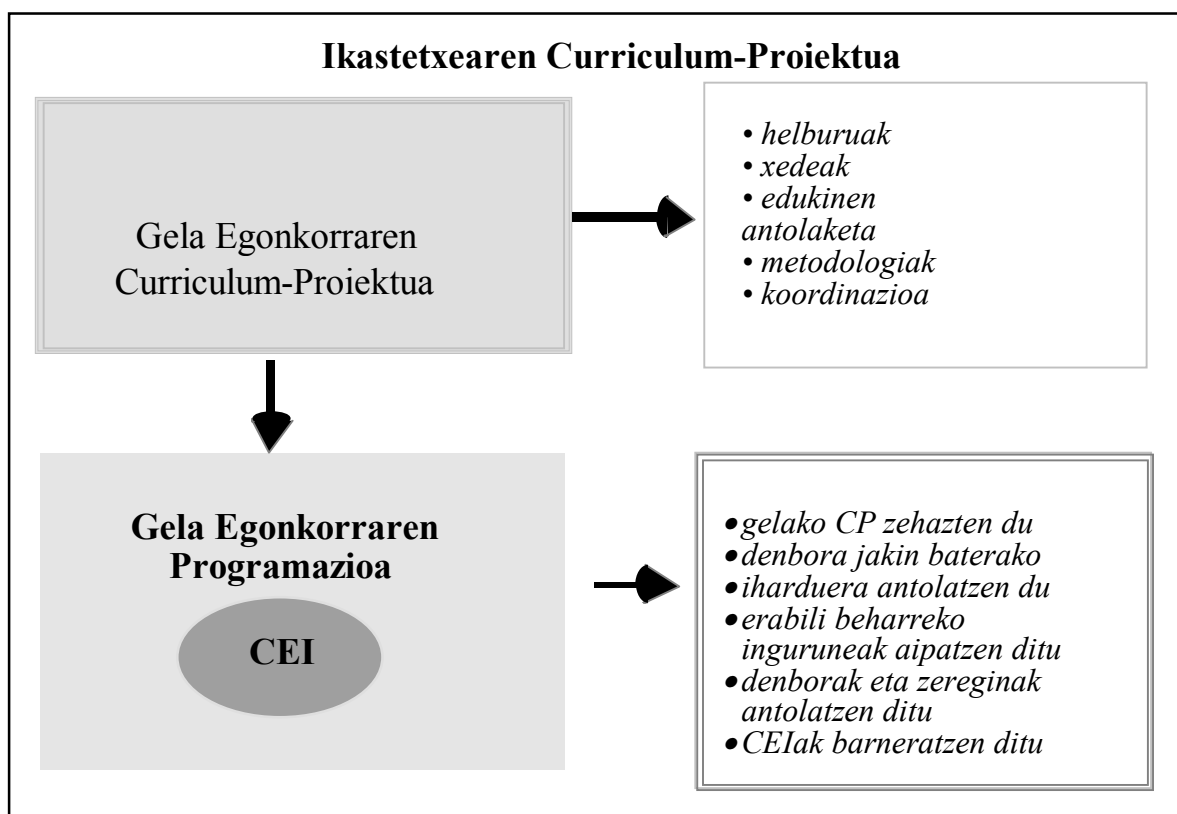 Ikastetxearen Curriculum-Proiektua
Gela Egonkorraren
Curriculum-Proiektua
• helburuak
• xedeak
• edukinen
antolaketa
• metodologiak
• koordinazioa
Gela Egonkorraren
Programazioa
CEI
•gelako CP zehazten du
•denbora jakin baterako
•iharduera antolatzen du
•erabili beharreko
inguruneak aipatzen ditu
•denborak eta zereginak
antolatzen ditu
•CEIak barneratzen ditu